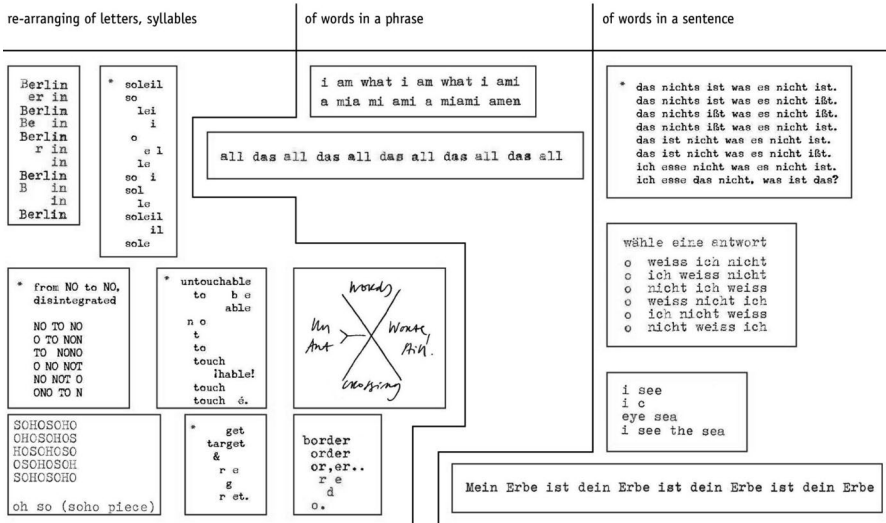 re-arranging of letters, syllables
of words in a phrase
of words in a sentence
Berlin
er in
Berlin
Be in
Berlin
r in
in
Berlin
B in
in
Berlin
* soleil
so
lei
i
o
e l
le
so i
sol
le
soleil
il
sole
i am what i am what i ami
a mia mi ami a miami amen
all das all das all das all das all das all
* das nichts ist was es nicht ist.
das nichts ist was es nicht ißt.
das nichts ißt was es nicht ißt.
das nichts ißt was es nicht ist.
das ist nicht was es nicht ist.
das ist nicht was es nicht ißt.
ich esse nicht was es nicht ist.
ich esse das nicht. was ist das?
wähle eine antwort
o weiss ich nicht
o ich weiss nicht
o nicht ich weiss
o weiss nicht ich
o ich nicht weiss
o nicht weiss ich
* from NO to NO.
disintegrated
NO TO NO
O TO NON
TO NONO
O NO NOT
NO NOT O
ONO TO N
* untouchable
to b e
able
n o
t
to
touch
¡hable!
touch
touch é.
Words
Un
Ant
Worte,
crossing
i see
i c
eye sea
i see the sea
SOHOSOHO
OHOSOHOS
HOSOHOSO
OSOHOSOH
SOHOSOHO
oh so (soho piece)
* get
target
&
r e
g
r et.
border
order
or,er..
r e
d
o.
Mein Erbe ist dein Erbe ist dein Erbe ist dein Erbe